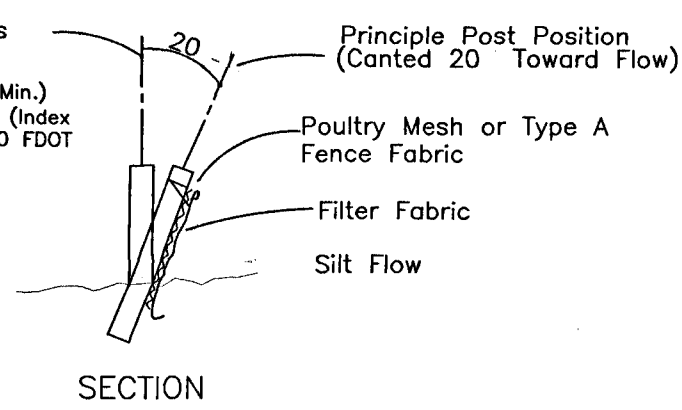 s
Min.)
(Index
0 FDOT
20
Principle Post Position
(Canted 20 Toward Flow)
Poultry Mesh or Type A
Fence Fabric
Filter Fabric
Silt Flow
SECTION